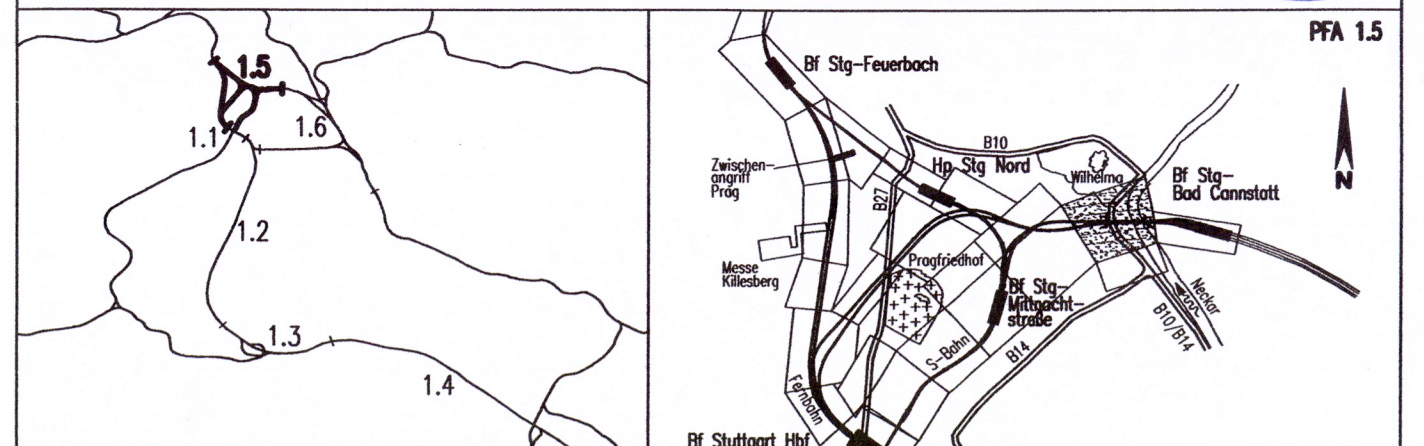 PFA 1.5
1.5
1.1
1.6
1.2
1.3
1.4
Bf Stg-Feuerbach
B10
Zwischen-
angriff
Prag
Hp Stg Nord
Wilhelma
Bf Stg-
Bad Cannstatt
B27
N
Messe
Killesberg
Pragfriedhof
Bf Stg-
Mittnacht-
straße
Neckar
B10/B14
S-Bahn
B14
Fernbahn
Bf Stuttgart Hbf